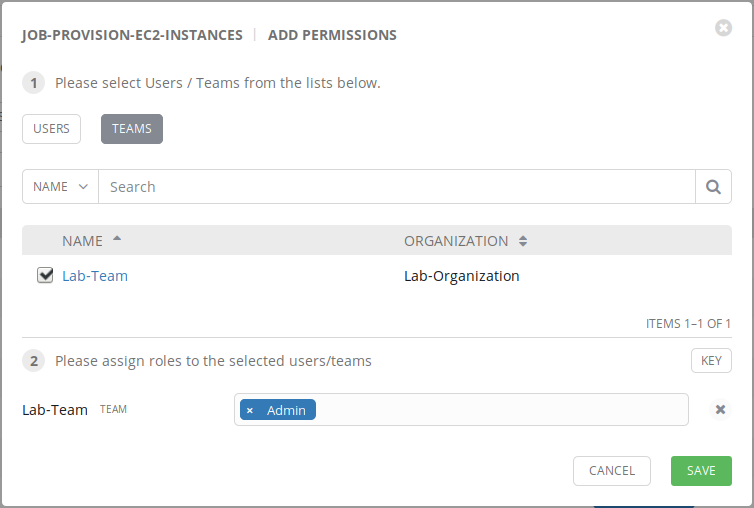 JOB-PROVISION-EC2-INSTANCES | ADD PERMISSIONS
1 Please select Users / Teams from the lists below.
USERS TEAMS
NAME Search
NAME ORGANIZATION
Lab-Team Lab-Organization
ITEMS 1–1 OF 1
2 Please assign roles to the selected users/teams KEY
Lab-Team TEAM × Admin
CANCEL SAVE